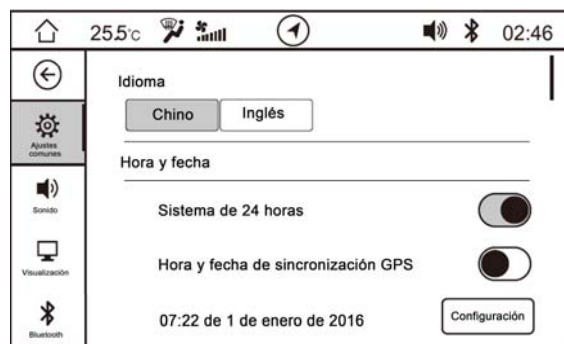 25.5°c 02:46
Idioma
Chino Inglés
Ajustes
comunes
Hora y fecha
Sonido
Sistema de 24 horas
Visualización
Hora y fecha de sincronización GPS
Bluetooth
07:22 de 1 de enero de 2016 Configuración